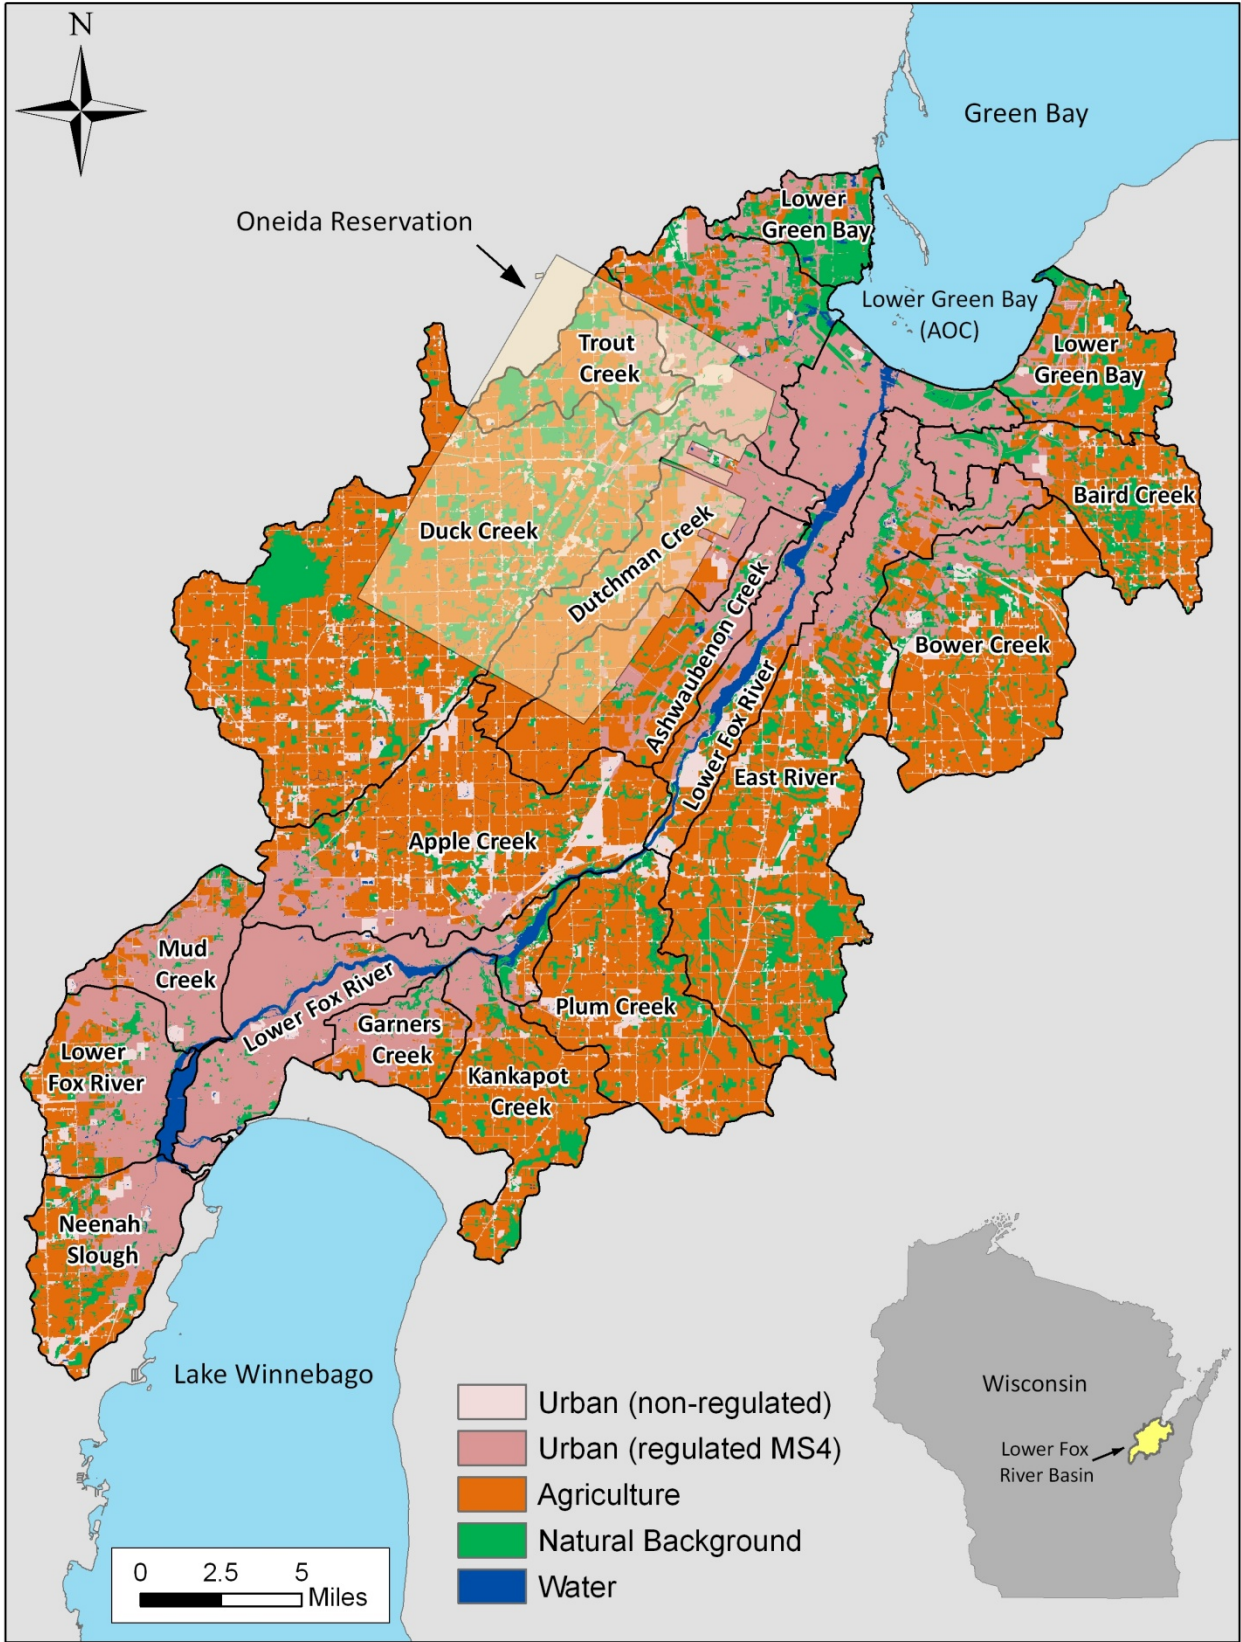 N
Green Bay
Lower
Green Bay
Oneida Reservation
Lower Green Bay
(AOC)
Trout
Creek
Lower
Green Bay
Baird Creek
Duck Creek
Dutchman Creek
Ashwaubenon Creek
Bower Creek
Lower Fox River
East River
Apple Creek
Mud
Creek
Lower Fox River
Plum Creek
Garners
Creek
Lower
Fox River
Kankapot
Creek
Neenah
Slough
Lake Winnebago
Urban (non-regulated)
Urban (regulated MS4)
Agriculture
Natural Background
Water
0 2.5 5
Miles
Wisconsin
Lower Fox
River Basin